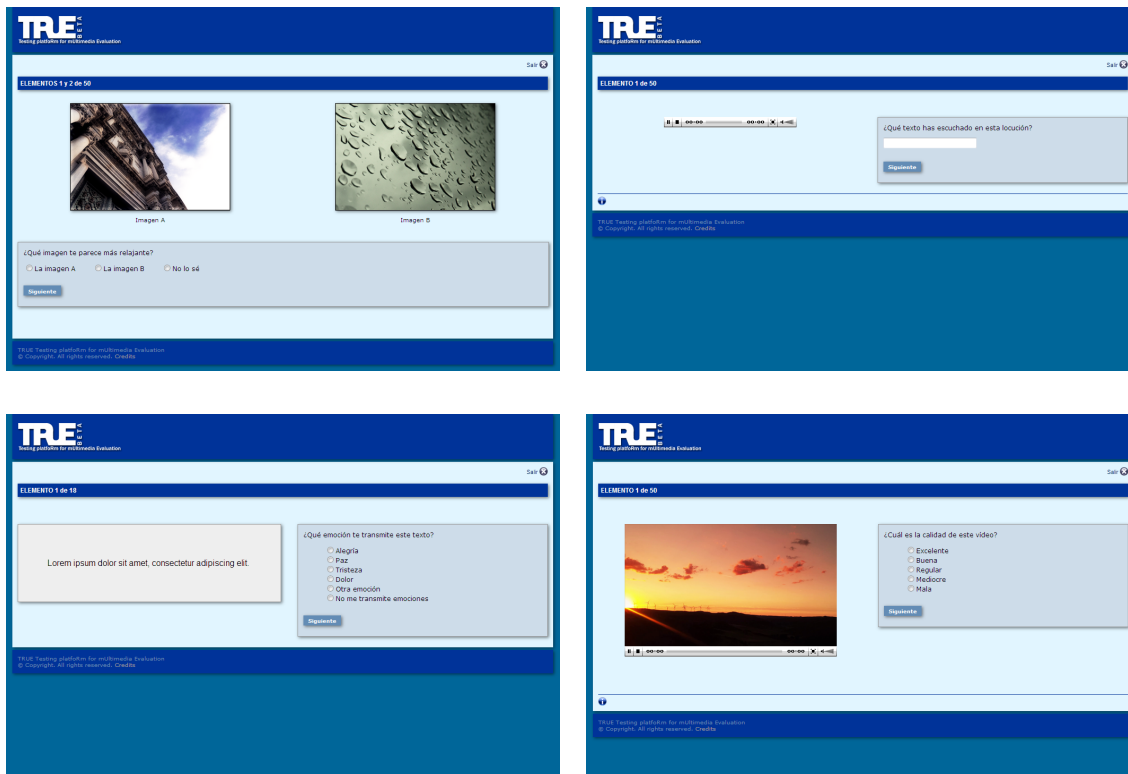 TRUE BETA
Testing platfoRm for mUltimedia Evaluation
Salir
ELEMENTOS 1 y 2 de 50
Imagen A
Imagen B
¿Qué imagen te parece más relajante?
La imagen A La imagen B No lo sé
Siguiente
TRUE Testing platfoRm for mUltimedia Evaluation
© Copyright. All rights reserved. Credits
TRUE BETA
Testing platfoRm for mUltimedia Evaluation
Salir
ELEMENTO 1 de 50
00:00 00:00
¿Qué texto has escuchado en esta locución?
Siguiente
TRUE Testing platfoRm for mUltimedia Evaluation
© Copyright. All rights reserved. Credits
TRUE BETA
Testing platfoRm for mUltimedia Evaluation
Salir
ELEMENTO 1 de 18
Lorem ipsum dolor sit amet, consectetur adipiscing elit.
¿Qué emoción te transmite este texto?
Alegría
Paz
Tristeza
Dolor
Otra emoción
No me transmite emociones
Siguiente
TRUE Testing platfoRm for mUltimedia Evaluation
© Copyright. All rights reserved. Credits
TRUE BETA
Testing platfoRm for mUltimedia Evaluation
Salir
ELEMENTO 1 de 50
00:00 00:00
¿Cuál es la calidad de este vídeo?
Excelente
Buena
Regular
Mediocre
Mala
Siguiente
TRUE Testing platfoRm for mUltimedia Evaluation
© Copyright. All rights reserved. Credits